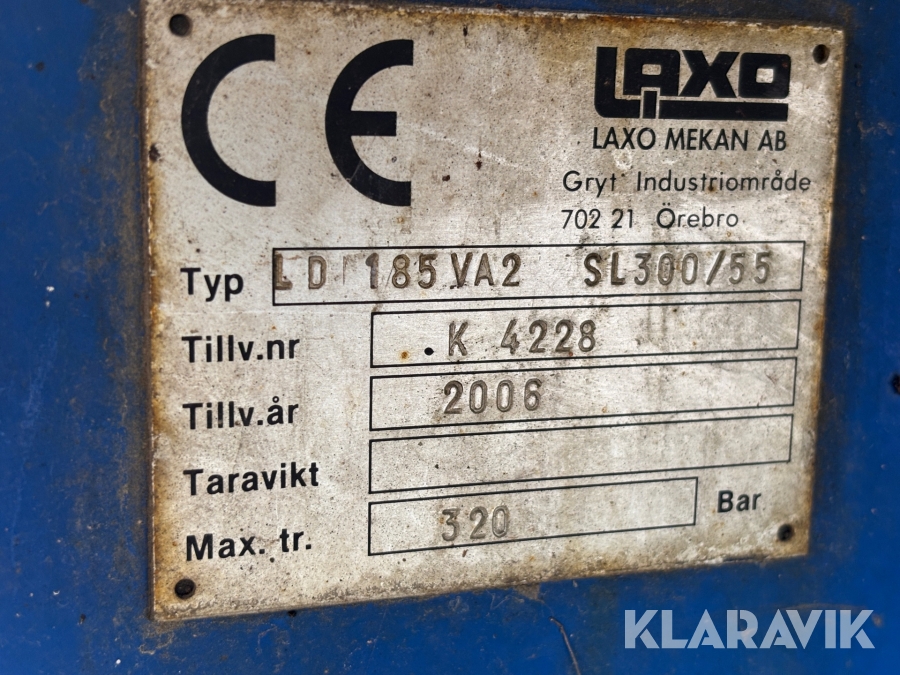 CE
LAXO
LAXO MEKAN AB
Gryt Industriområde
702 21 Örebro
Typ LD 185 VA2 SL300/55
Tillv.nr K 4228
Tillv.år 2006
Taravikt
Max. tr. 320 Bar
KLARAVIK